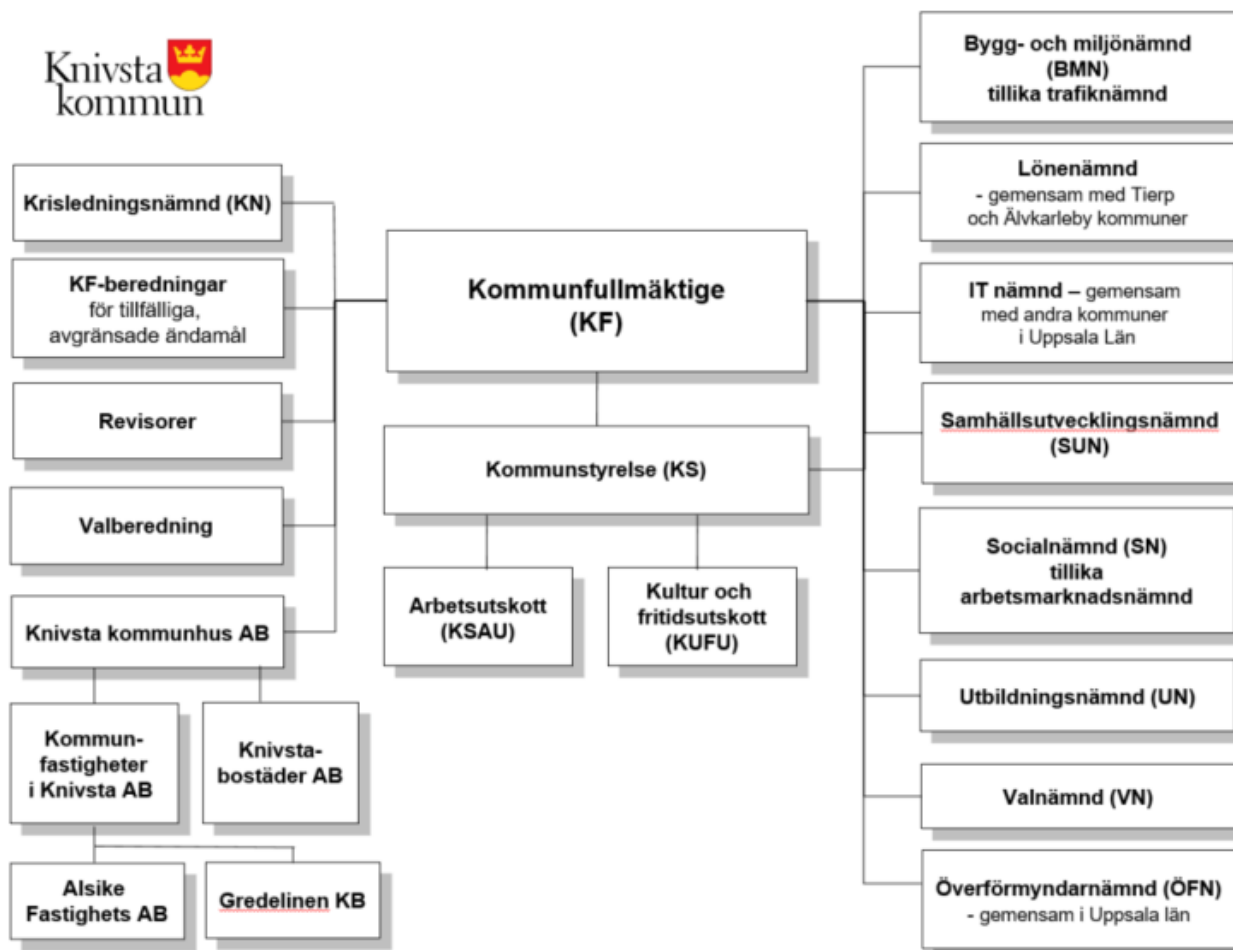 Knivsta
kommun
Krisledningsnämnd (KN)
KF-beredningar
för tillfälliga,
avgränsade ändamål
Revisorer
Valberedning
Knivsta kommunhus AB
Kommun-
fastigheter
i Knivsta AB
Knivsta-
bostäder AB
Alsike
Fastighets AB
Gredelinen KB
Kommunfullmäktige
(KF)
Kommunstyrelse (KS)
Arbetsutskott
(KSAU)
Kultur och
fritidsutskott
(KUFU)
Bygg- och miljönämnd
(BMN)
tillika trafiknämnd
Lönenämnd
- gemensam med Tierp
och Älvkarleby kommuner
IT nämnd – gemensam
med andra kommuner
i Uppsala Län
Samhällsutvecklingsnämnd
(SUN)
Socialnämnd (SN)
tillika
arbetsmarknadsnämnd
Utbildningsnämnd (UN)
Valnämnd (VN)
Överförmyndarnämnd (ÖFN)
- gemensam i Uppsala län